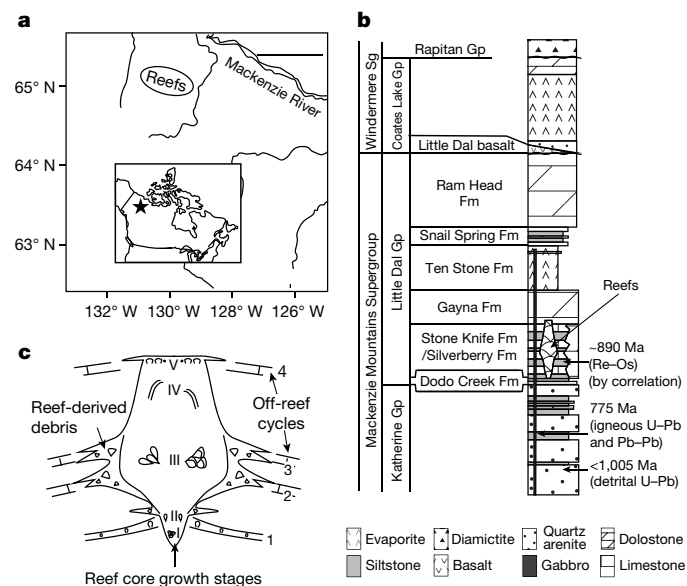 a
65° N
64° N
63° N
132° W 130° W 128° W 126° W
Reefs
Mackenzie River
b
Windermere Sg
Coates Lake Gp
Mackenzie Mountains Supergroup
Little Dal Gp
Katherine Gp
Rapitan Gp
Little Dal basalt
Ram Head
Fm
Snail Spring Fm
Ten Stone Fm
Gayna Fm
Stone Knife Fm
/Silverberry Fm
Dodo Creek Fm
Reefs
~890 Ma
(Re–Os)
(by correlation)
775 Ma
(igneous U–Pb
and Pb–Pb)
<1,005 Ma
(detrital U–Pb)
Evaporite
Diamictite
Quartz
arenite
Dolostone
Siltstone
Basalt
Gabbro
Limestone
c
V
IV
III
II
I
4
3
2
1
Reef-derived
debris
Off-reef
cycles
Reef core growth stages